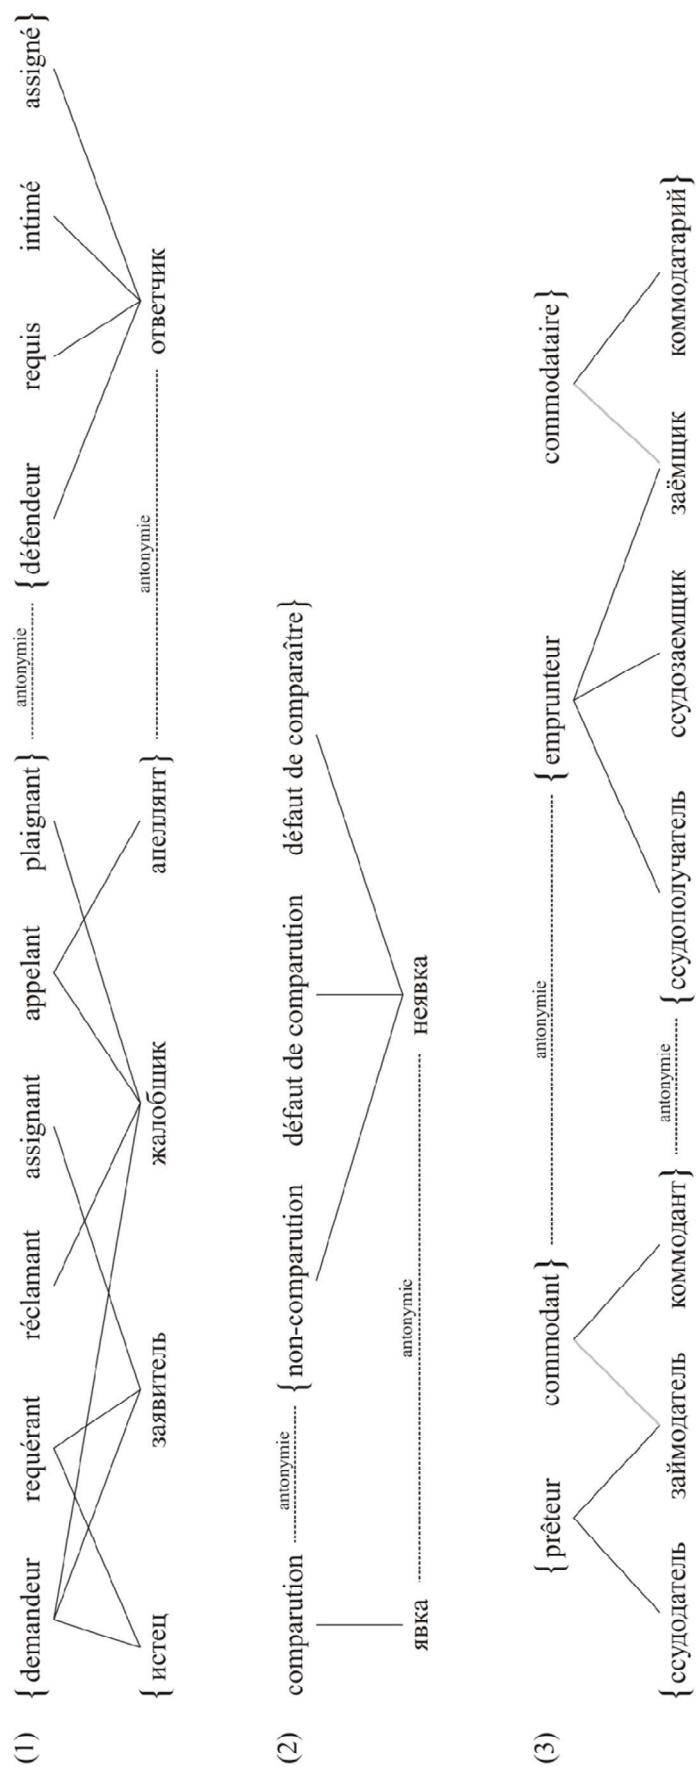 (1) {demandeur requérant réclamant assignant appelant plaignant} antonymie {défendeur requis intimé assigné}
{истец заявитель жалобщик апеллянт} antonymie ответчик
(2) comparution antonymie {non-comparution défaut de comparution défaut de comparaître}
явка antonymie неявка
(3) {prêteur commodant} antonymie {emprunteur commodataire}
{ссудодатель займодатель коммодант} antonymie {ссудополучатель ссудозаемщик заёмщик коммодатарий}